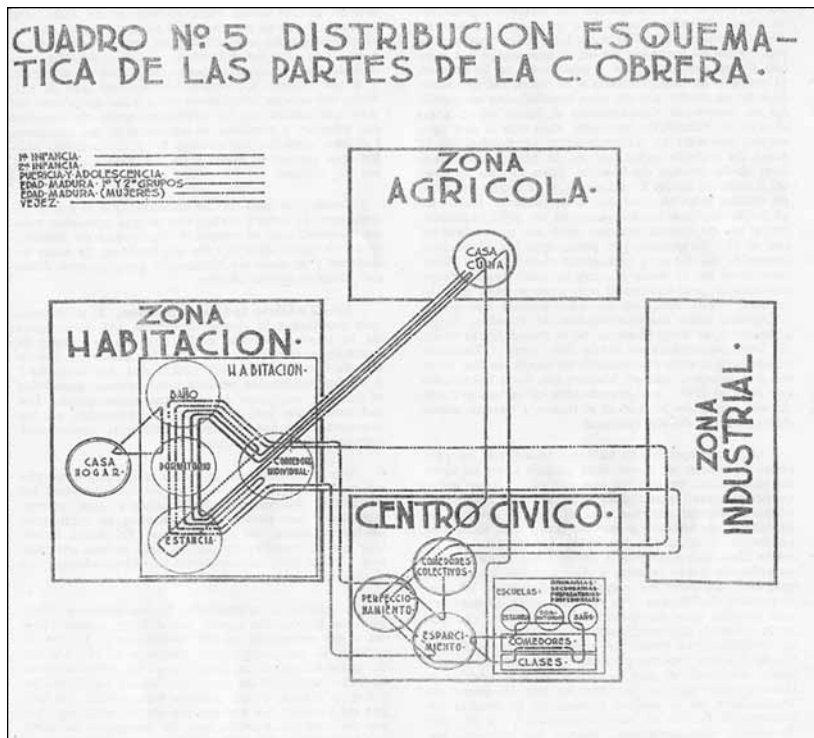 CUADRO Nº 5 DISTRIBUCION ESQUEMA-
TICA DE LAS PARTES DE LA C. OBRERA.
1ª INFANCIA.
2ª INFANCIA.
PUERICIA Y ADOLESCENCIA.
EDAD MADURA. 1º Y 2º GRUPOS
EDAD MADURA. (MUJERES)
VEJEZ.
ZONA
AGRICOLA.
CASA
CUNA
ZONA
HABITACION.
HABITACION.
BAÑO
CASA
HOGAR.
DORMITORIO
COMEDOR
INDIVIDUAL.
ESTANCIA.
ZONA
INDUSTRIAL.
CENTRO CIVICO.
COMEDORES
COLECTIVOS.
PERFECCIO-
NAMIENTO.
ESPARCI-
MIENTO.
ESCUELAS
ESTANCIA
BAÑO.
COMEDORES.
CLASES.